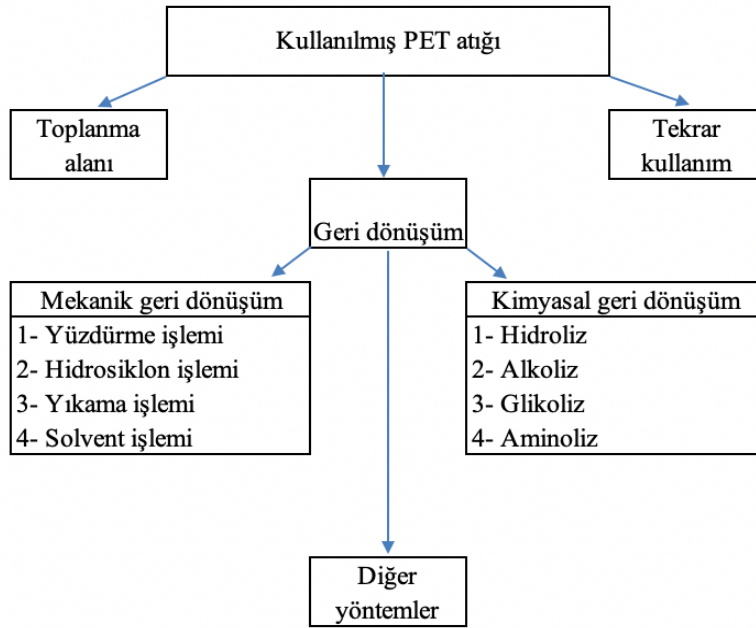 Kullanılmış PET atığı
Toplanma
alanı
Tekrar
kullanım
Geri dönüşüm
Mekanik geri dönüşüm
1- Yüzdürme işlemi
2- Hidrosiklon işlemi
3- Yıkama işlemi
4- Solvent işlemi
Kimyasal geri dönüşüm
1- Hidroliz
2- Alkoliz
3- Glikoliz
4- Aminoliz
Diğer
yöntemler